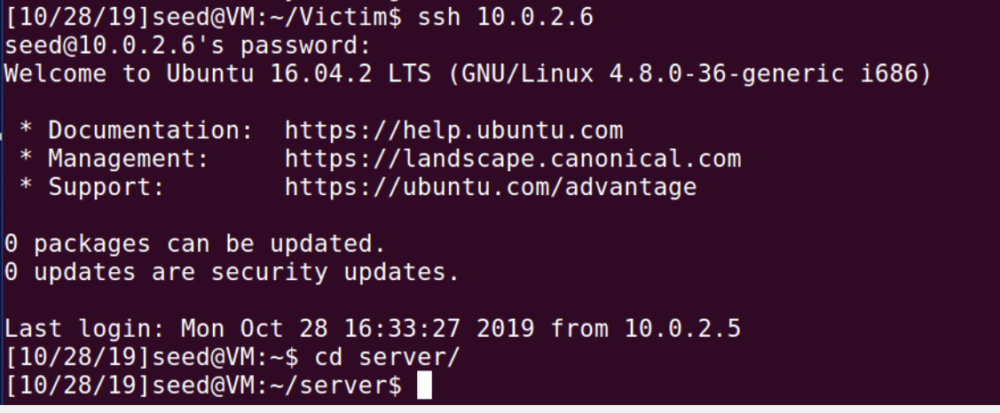 [10/28/19]seed@VM:~/Victim$ ssh 10.0.2.6
seed@10.0.2.6's password:
Welcome to Ubuntu 16.04.2 LTS (GNU/Linux 4.8.0-36-generic i686)
* Documentation:  https://help.ubuntu.com
* Management:     https://landscape.canonical.com
* Support:        https://ubuntu.com/advantage
0 packages can be updated.
0 updates are security updates.
Last login: Mon Oct 28 16:33:27 2019 from 10.0.2.5
[10/28/19]seed@VM:~$ cd server/
[10/28/19]seed@VM:~/server$